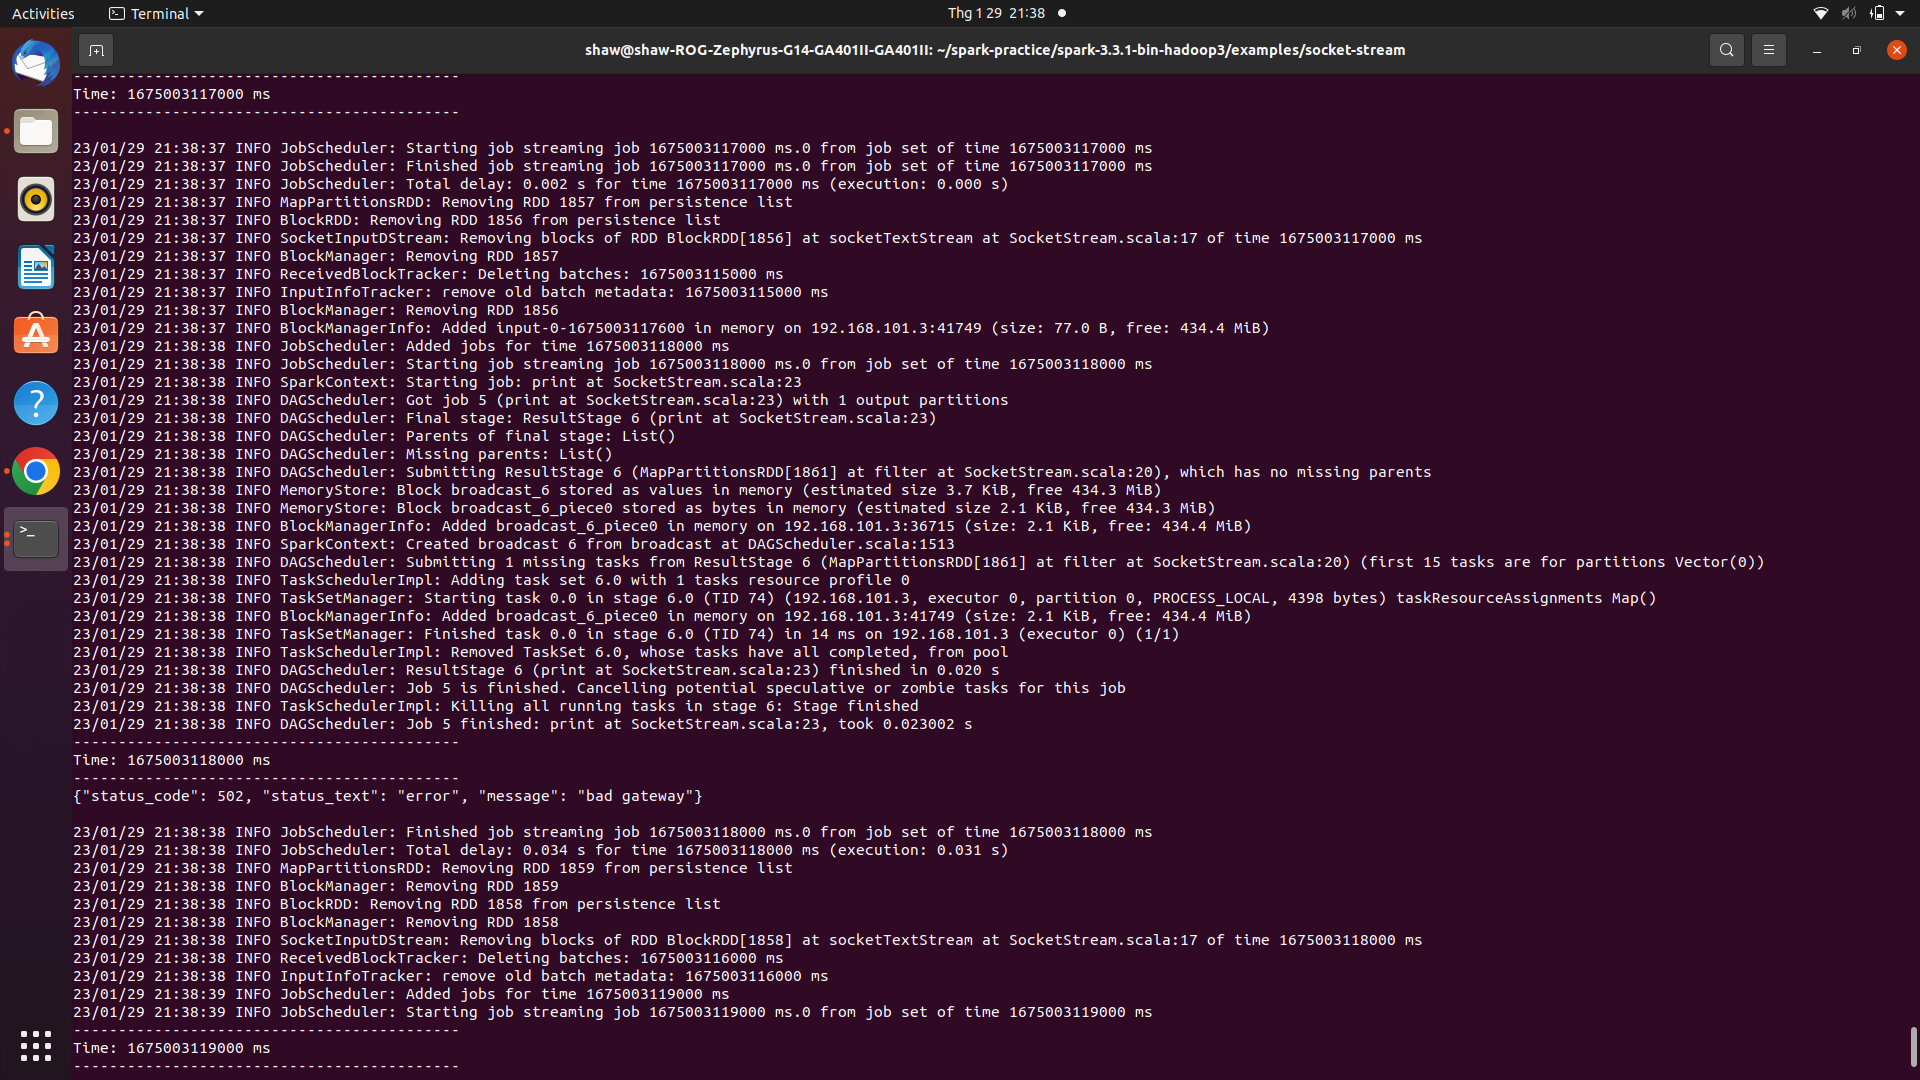 Activities
Terminal
Thg 1 29 21:38
shaw@shaw-ROG-Zephyrus-G14-GA401II-GA401II: ~/spark-practice/spark-3.3.1-bin-hadoop3/examples/socket-stream
-------------------------------------------
Time: 1675003117000 ms
-------------------------------------------
23/01/29 21:38:37 INFO JobScheduler: Starting job streaming job 1675003117000 ms.0 from job set of time 1675003117000 ms
23/01/29 21:38:37 INFO JobScheduler: Finished job streaming job 1675003117000 ms.0 from job set of time 1675003117000 ms
23/01/29 21:38:37 INFO JobScheduler: Total delay: 0.002 s for time 1675003117000 ms (execution: 0.000 s)
23/01/29 21:38:37 INFO MapPartitionsRDD: Removing RDD 1857 from persistence list
23/01/29 21:38:37 INFO BlockRDD: Removing RDD 1856 from persistence list
23/01/29 21:38:37 INFO SocketInputDStream: Removing blocks of RDD BlockRDD[1856] at socketTextStream at SocketStream.scala:17 of time 1675003117000 ms
23/01/29 21:38:37 INFO BlockManager: Removing RDD 1857
23/01/29 21:38:37 INFO ReceivedBlockTracker: Deleting batches: 1675003115000 ms
23/01/29 21:38:37 INFO InputInfoTracker: remove old batch metadata: 1675003115000 ms
23/01/29 21:38:37 INFO BlockManager: Removing RDD 1856
23/01/29 21:38:37 INFO BlockManagerInfo: Added input-0-1675003117600 in memory on 192.168.101.3:41749 (size: 77.0 B, free: 434.4 MiB)
23/01/29 21:38:38 INFO JobScheduler: Added jobs for time 1675003118000 ms
23/01/29 21:38:38 INFO JobScheduler: Starting job streaming job 1675003118000 ms.0 from job set of time 1675003118000 ms
23/01/29 21:38:38 INFO SparkContext: Starting job: print at SocketStream.scala:23
23/01/29 21:38:38 INFO DAGScheduler: Got job 5 (print at SocketStream.scala:23) with 1 output partitions
23/01/29 21:38:38 INFO DAGScheduler: Final stage: ResultStage 6 (print at SocketStream.scala:23)
23/01/29 21:38:38 INFO DAGScheduler: Parents of final stage: List()
23/01/29 21:38:38 INFO DAGScheduler: Missing parents: List()
23/01/29 21:38:38 INFO DAGScheduler: Submitting ResultStage 6 (MapPartitionsRDD[1861] at filter at SocketStream.scala:20), which has no missing parents
23/01/29 21:38:38 INFO MemoryStore: Block broadcast_6 stored as values in memory (estimated size 3.7 KiB, free 434.3 MiB)
23/01/29 21:38:38 INFO MemoryStore: Block broadcast_6_piece0 stored as bytes in memory (estimated size 2.1 KiB, free 434.3 MiB)
23/01/29 21:38:38 INFO BlockManagerInfo: Added broadcast_6_piece0 in memory on 192.168.101.3:36715 (size: 2.1 KiB, free: 434.4 MiB)
23/01/29 21:38:38 INFO SparkContext: Created broadcast 6 from broadcast at DAGScheduler.scala:1513
23/01/29 21:38:38 INFO DAGScheduler: Submitting 1 missing tasks from ResultStage 6 (MapPartitionsRDD[1861] at filter at SocketStream.scala:20) (first 15 tasks are for partitions Vector(0))
23/01/29 21:38:38 INFO TaskSchedulerImpl: Adding task set 6.0 with 1 tasks resource profile 0
23/01/29 21:38:38 INFO TaskSetManager: Starting task 0.0 in stage 6.0 (TID 74) (192.168.101.3, executor 0, partition 0, PROCESS_LOCAL, 4398 bytes) taskResourceAssignments Map()
23/01/29 21:38:38 INFO BlockManagerInfo: Added broadcast_6_piece0 in memory on 192.168.101.3:41749 (size: 2.1 KiB, free: 434.4 MiB)
23/01/29 21:38:38 INFO TaskSetManager: Finished task 0.0 in stage 6.0 (TID 74) in 14 ms on 192.168.101.3 (executor 0) (1/1)
23/01/29 21:38:38 INFO TaskSchedulerImpl: Removed TaskSet 6.0, whose tasks have all completed, from pool
23/01/29 21:38:38 INFO DAGScheduler: ResultStage 6 (print at SocketStream.scala:23) finished in 0.020 s
23/01/29 21:38:38 INFO DAGScheduler: Job 5 is finished. Cancelling potential speculative or zombie tasks for this job
23/01/29 21:38:38 INFO TaskSchedulerImpl: Killing all running tasks in stage 6: Stage finished
23/01/29 21:38:38 INFO DAGScheduler: Job 5 finished: print at SocketStream.scala:23, took 0.023002 s
-------------------------------------------
Time: 1675003118000 ms
-------------------------------------------
{"status_code": 502, "status_text": "error", "message": "bad gateway"}
23/01/29 21:38:38 INFO JobScheduler: Finished job streaming job 1675003118000 ms.0 from job set of time 1675003118000 ms
23/01/29 21:38:38 INFO JobScheduler: Total delay: 0.034 s for time 1675003118000 ms (execution: 0.031 s)
23/01/29 21:38:38 INFO MapPartitionsRDD: Removing RDD 1859 from persistence list
23/01/29 21:38:38 INFO BlockManager: Removing RDD 1859
23/01/29 21:38:38 INFO BlockRDD: Removing RDD 1858 from persistence list
23/01/29 21:38:38 INFO BlockManager: Removing RDD 1858
23/01/29 21:38:38 INFO SocketInputDStream: Removing blocks of RDD BlockRDD[1858] at socketTextStream at SocketStream.scala:17 of time 1675003118000 ms
23/01/29 21:38:38 INFO ReceivedBlockTracker: Deleting batches: 1675003116000 ms
23/01/29 21:38:38 INFO InputInfoTracker: remove old batch metadata: 1675003116000 ms
23/01/29 21:38:39 INFO JobScheduler: Added jobs for time 1675003119000 ms
23/01/29 21:38:39 INFO JobScheduler: Starting job streaming job 1675003119000 ms.0 from job set of time 1675003119000 ms
-------------------------------------------
Time: 1675003119000 ms
-------------------------------------------